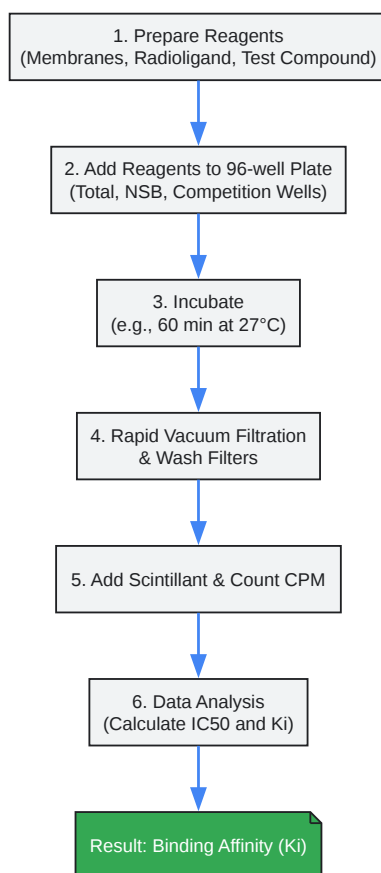 1. Prepare Reagents
(Membranes, Radioligand, Test Compound)
2. Add Reagents to 96-well Plate
(Total, NSB, Competition Wells)
3. Incubate
(e.g., 60 min at 27°C)
4. Rapid Vacuum Filtration
& Wash Filters
5. Add Scintillant & Count CPM
6. Data Analysis
(Calculate IC50 and Ki)
Result: Binding Affinity (Ki)